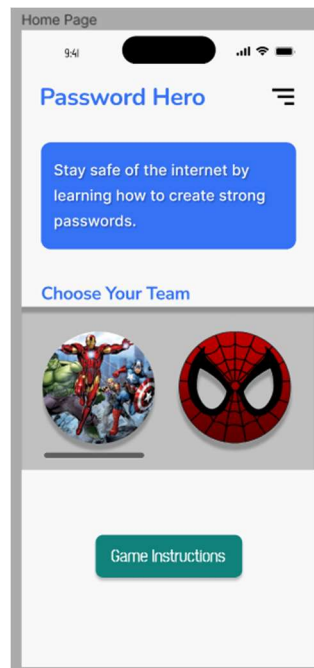 Home Page
9:41
Password Hero
Stay safe of the internet by
learning how to create strong
passwords.
Choose Your Team
Game Instructions